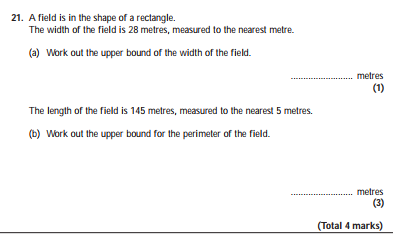 21. A field is in the shape of a rectangle.
The width of the field is 28 metres, measured to the nearest metre.
(a) Work out the upper bound of the width of the field.
.......................... metres
(1)
The length of the field is 145 metres, measured to the nearest 5 metres.
(b) Work out the upper bound for the perimeter of the field.
.......................... metres
(3)
(Total 4 marks)